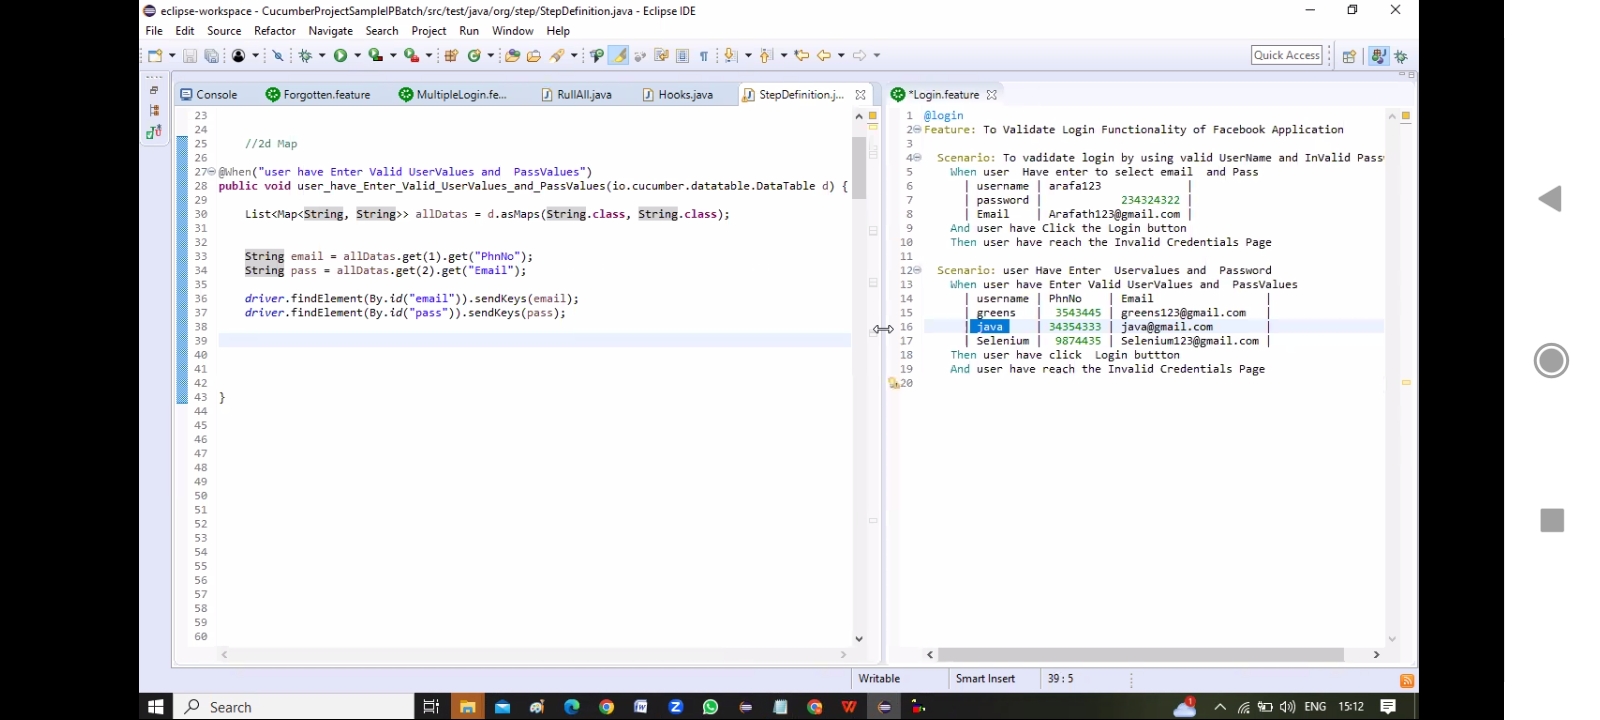 eclipse-workspace - CucumberProjectSampleIPBatch/src/test/java/org/step/StepDefinition.java - Eclipse IDE
File Edit Source Refactor Navigate Search Project Run Window Help
Quick Access
Console Forgotten.feature MultipleLogin.fe... RullAll.java Hooks.java StepDefinition.j...
23
24
25 //2d Map
26
27 @When("user have Enter Valid UserValues and  PassValues")
28 public void user_have_Enter_Valid_UserValues_and_PassValues(io.cucumber.datatable.DataTable d) {
29
30 List<Map<String, String>> allDatas = d.asMaps(String.class, String.class);
31
32
33 String email = allDatas.get(1).get("PhnNo");
34 String pass = allDatas.get(2).get("Email");
35
36 driver.findElement(By.id("email")).sendKeys(email);
37 driver.findElement(By.id("pass")).sendKeys(pass);
38
39
40
41
42
43 }
44
45
46
47
48
49
50
51
52
53
54
55
56
57
58
59
60
*Login.feature
1 @login
2 Feature: To Validate Login Functionality of Facebook Application
3
4 Scenario: To vadidate login by using valid UserName and InValid Pass
5 When user  Have enter to select email  and Pass
6 | username | arafa123 |
7 | password | 234324322 |
8 | Email | Arafath123@gmail.com |
9 And user have Click the Login button
10 Then user have reach the Invalid Credentials Page
11
12 Scenario: user Have Enter  Uservalues and  Password
13 When user have Enter Valid UserValues and  PassValues
14 | username | PhnNo | Email |
15 | greens | 3543445 | greens123@gmail.com |
16 | java | 34354333 | java@gmail.com |
17 | Selenium | 9874435 | Selenium123@gmail.com |
18 Then user have click  Login buttton
19 And user have reach the Invalid Credentials Page
20
Writable Smart Insert 39 : 5
Search
ENG 15:12